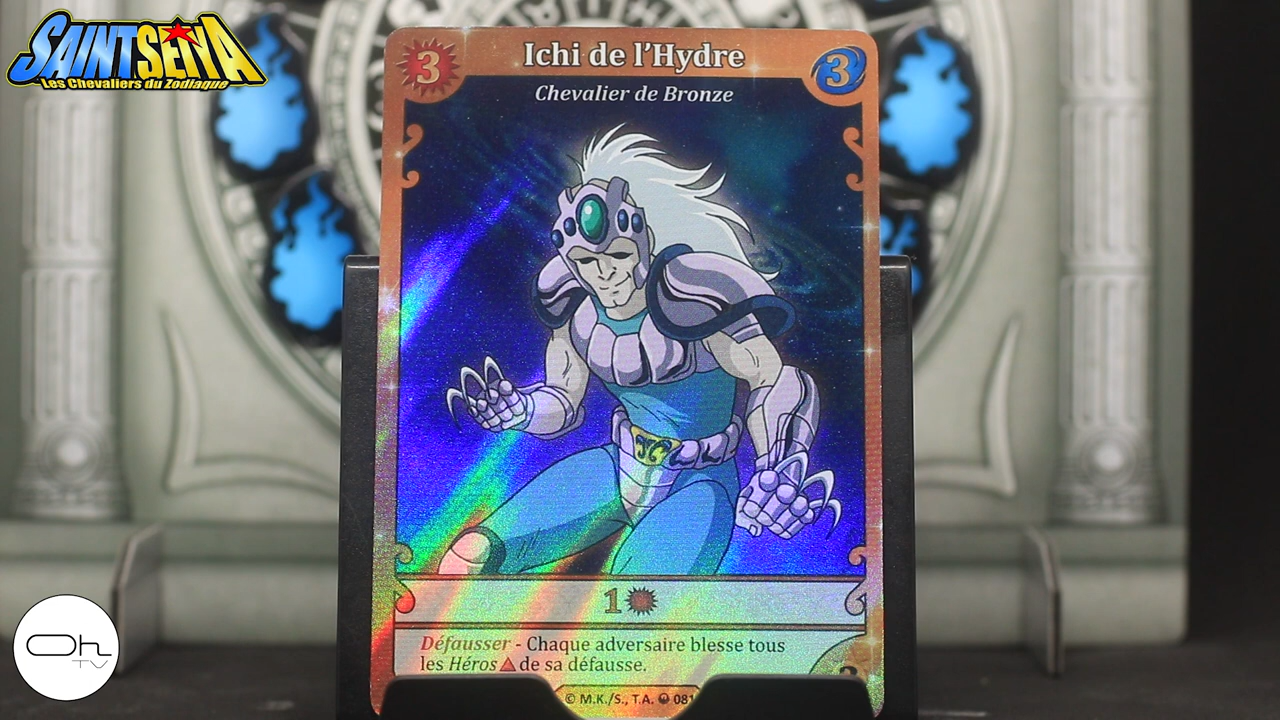 SAINT SEIYA
Les Chevaliers du Zodiaque
3
Ichi de l'Hydre
3
Chevalier de Bronze
1
Défausser - Chaque adversaire blesse tous
les Héros de sa défausse.
© M.K./S., T.A. 081
Oh
TV